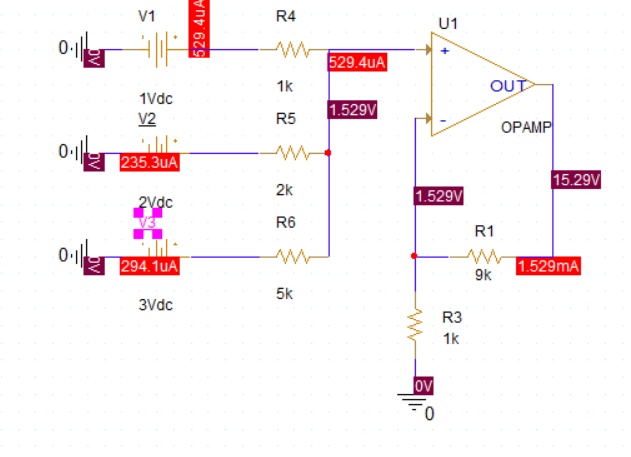 V1
R4
U1
529.4uA
0
0V
+
529.4uA
OUT
1k
1Vdc
1.529V
OPAMP
V2
R5
-
0
0V
235.3uA
15.29V
2k
2Vdc
1.529V
V3
R6
R1
0
0V
294.1uA
1.529mA
9k
5k
3Vdc
R3
1k
0V
0